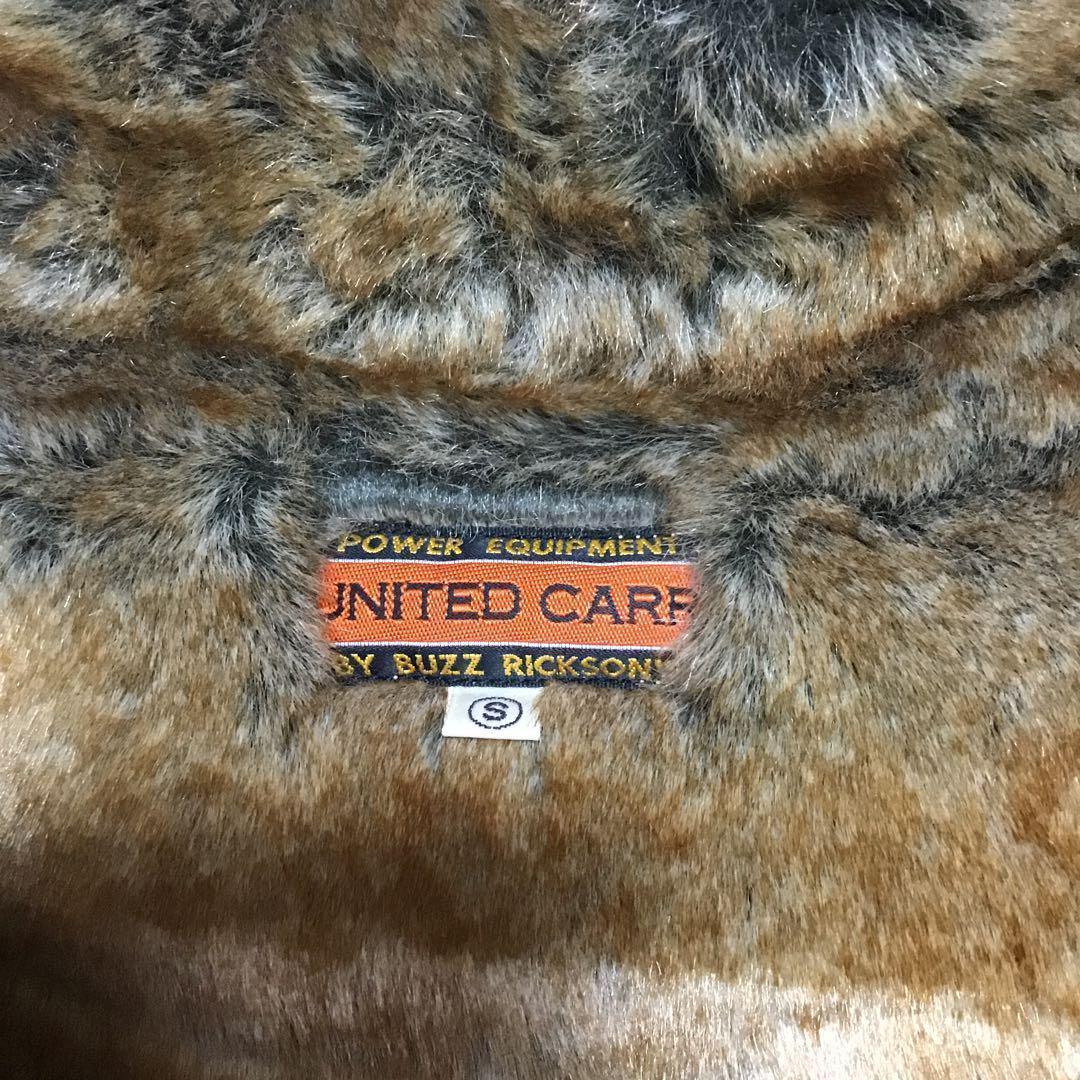 POWER EQUIPMENT
UNITED CARR
BY BUZZ RICKSON'S
S